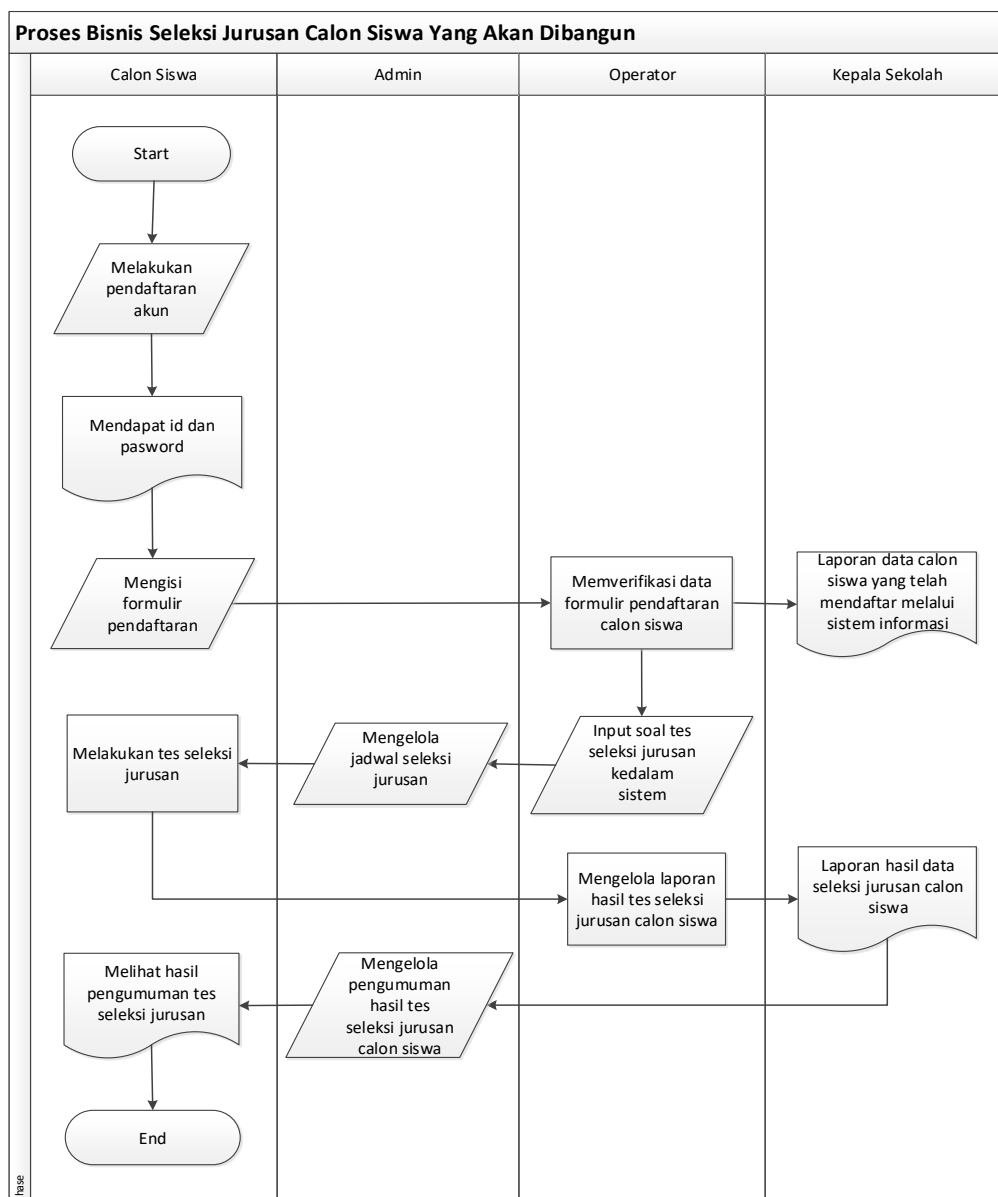 Proses Bisnis Seleksi Jurusan Calon Siswa Yang Akan Dibangun
Calon Siswa
Admin
Operator
Kepala Sekolah
Start
Melakukan
pendaftaran
akun
Mendapat id dan
pasword
Mengisi
formulir
pendaftaran
Memverifikasi data
formulir pendaftaran
calon siswa
Laporan data calon
siswa yang telah
mendaftar melalui
sistem informasi
Input soal tes
seleksi jurusan
kedalam
sistem
Mengelola
jadwal seleksi
jurusan
Melakukan tes seleksi
jurusan
Mengelola laporan
hasil tes seleksi
jurusan calon siswa
Laporan hasil data
seleksi jurusan calon
siswa
Mengelola
pengumuman
hasil tes
seleksi jurusan
calon siswa
Melihat hasil
pengumuman tes
seleksi jurusan
End
hase